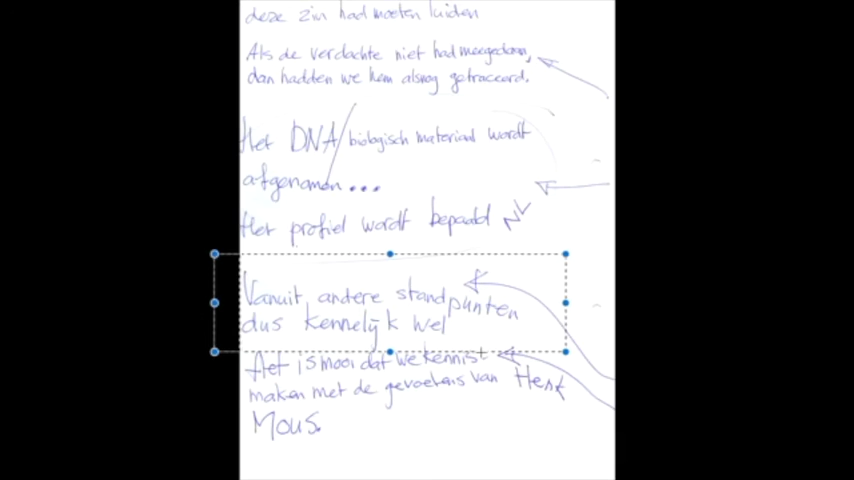 deze zin had moeten luiden
Als de verdachte niet had meegedaan,
dan hadden we hem alsnog getraceerd.
Het DNA/biologisch materiaal wordt
afgenomen...
Het profiel wordt bepaald
Vanuit andere standpunten
dus kennelijk wel
Het is mooi dat we kennis
maken met de gevoelens van Henk
Mous.